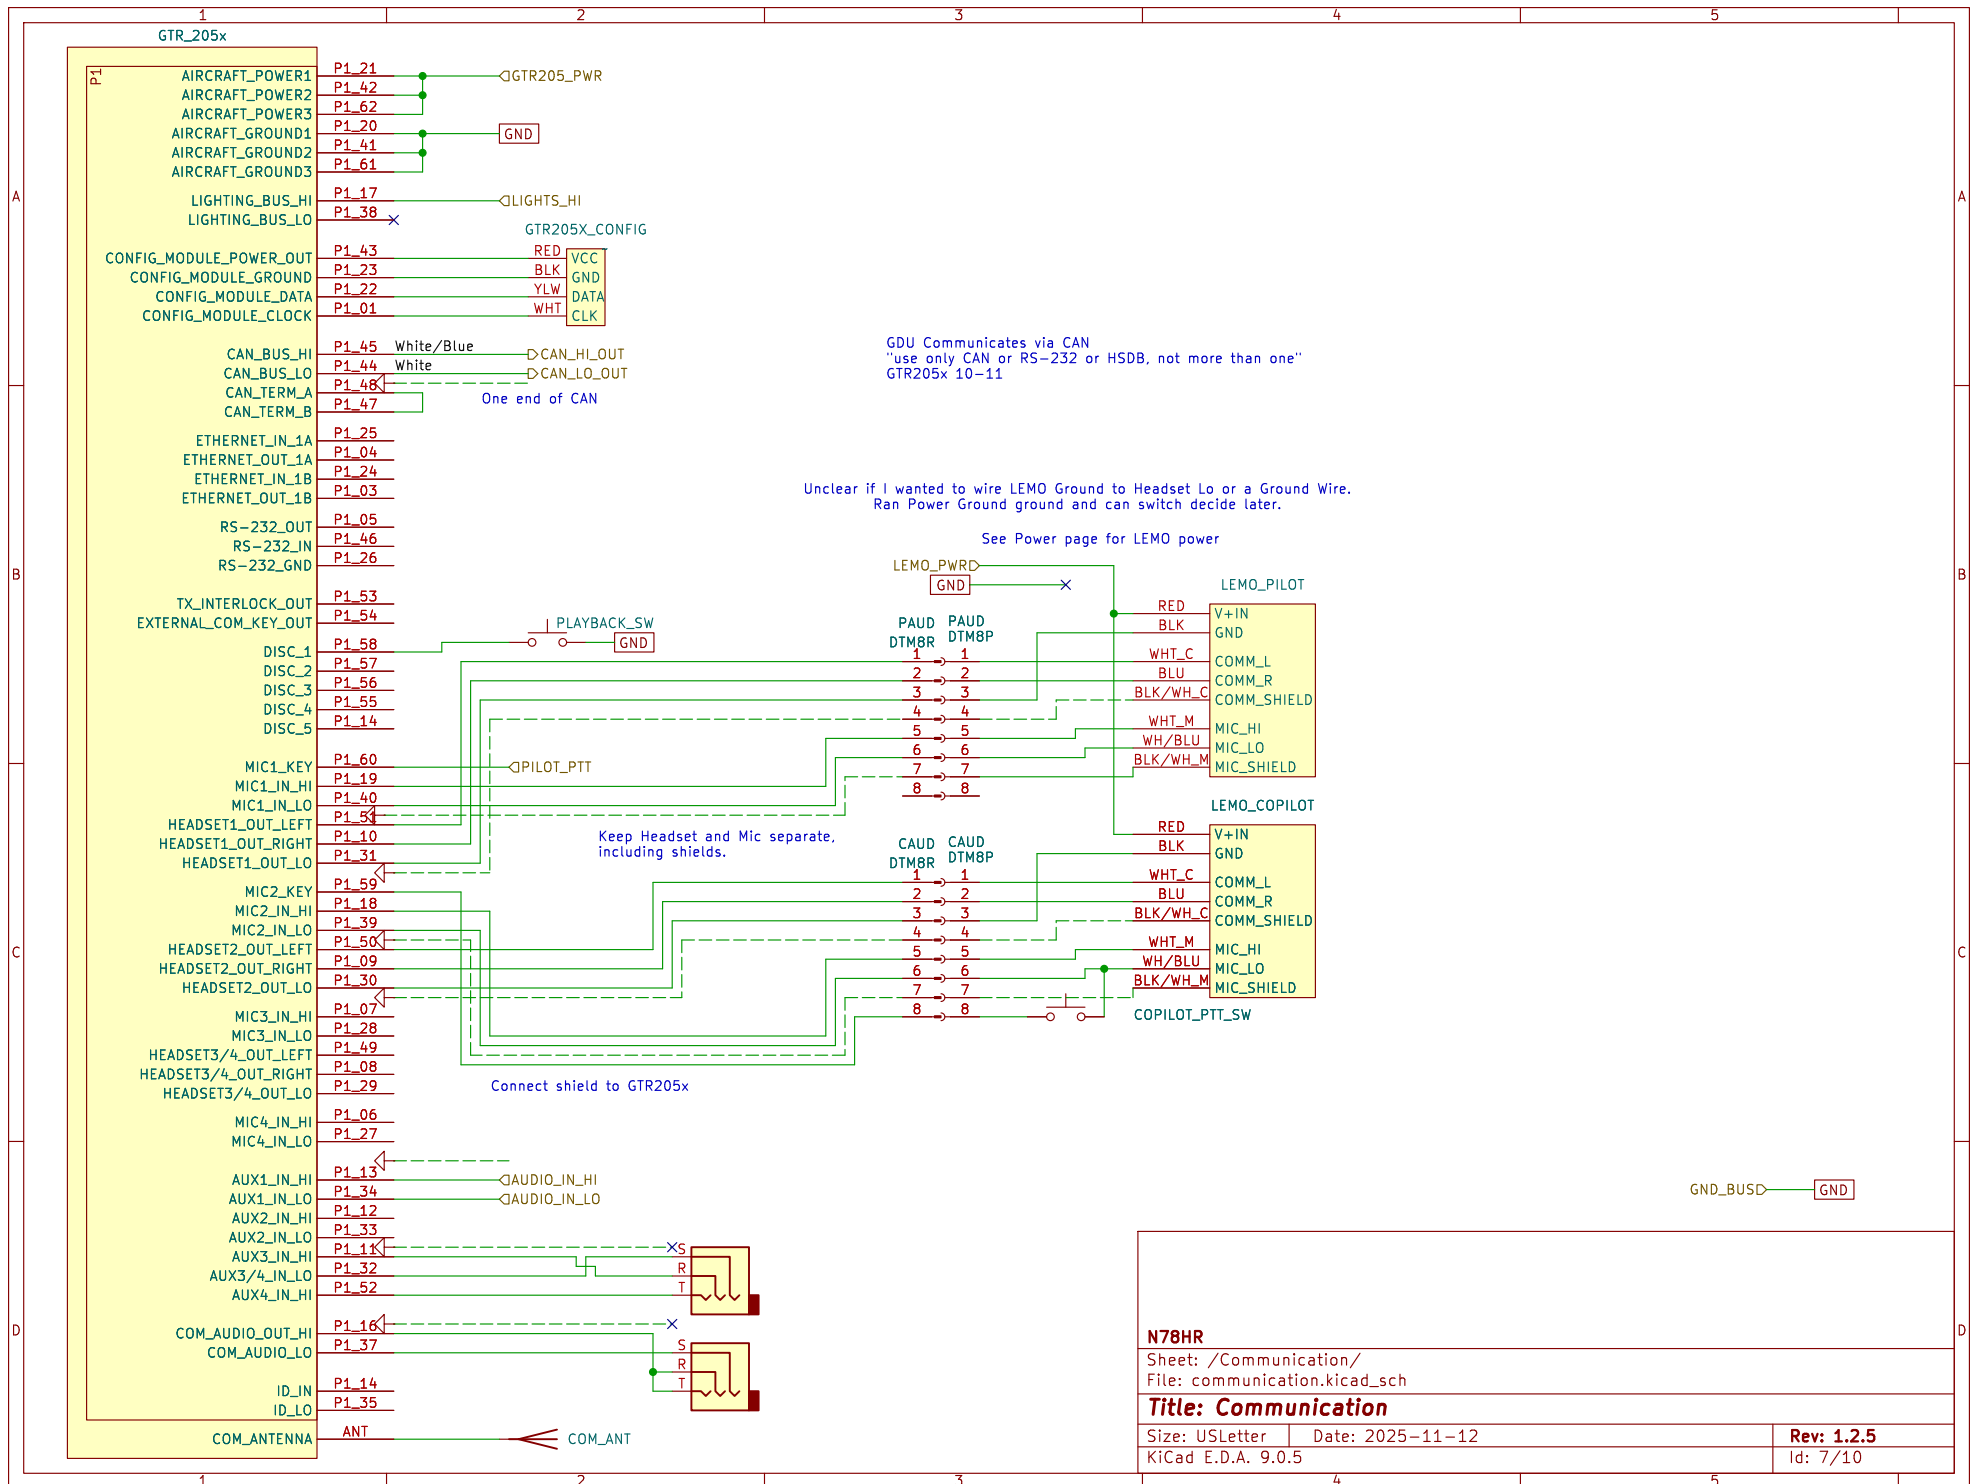 1 2 3 4 5
GTR_205x
P1
AIRCRAFT_POWER1 P1_21 GTR205_PWR
AIRCRAFT_POWER2 P1_42
AIRCRAFT_POWER3 P1_62
AIRCRAFT_GROUND1 P1_20 GND
AIRCRAFT_GROUND2 P1_41
AIRCRAFT_GROUND3 P1_61
A A
LIGHTING_BUS_HI P1_17 LIGHTS_HI
LIGHTING_BUS_LO P1_38
GTR205X_CONFIG
CONFIG_MODULE_POWER_OUT P1_43 RED VCC
CONFIG_MODULE_GROUND P1_23 BLK GND
CONFIG_MODULE_DATA P1_22 YLW DATA
CONFIG_MODULE_CLOCK P1_01 WHT CLK
GDU Communicates via CAN
"use only CAN or RS-232 or HSDB, not more than one"
GTR205x 10-11
CAN_BUS_HI P1_45 White/Blue CAN_HI_OUT
CAN_BUS_LO P1_44 White CAN_LO_OUT
CAN_TERM_A P1_48
CAN_TERM_B P1_47
One end of CAN
ETHERNET_IN_1A P1_25
ETHERNET_OUT_1A P1_04
ETHERNET_IN_1B P1_24
ETHERNET_OUT_1B P1_03
Unclear if I wanted to wire LEMO Ground to Headset Lo or a Ground Wire.
Ran Power Ground ground and can switch decide later.
RS-232_OUT P1_05
RS-232_IN P1_46
RS-232_GND P1_26
See Power page for LEMO power
LEMO_PWR
GND
B B
TX_INTERLOCK_OUT P1_53
EXTERNAL_COM_KEY_OUT P1_54
DISC_1 P1_58 PLAYBACK_SW GND
DISC_2 P1_57
DISC_3 P1_56
DISC_4 P1_55
DISC_5 P1_14
LEMO_PILOT
RED V+IN
BLK GND
WHT_C COMM_L
BLU COMM_R
BLK/WH_C COMM_SHIELD
WHT_M MIC_HI
WH/BLU MIC_LO
BLK/WH_M MIC_SHIELD
PAUD PAUD
DTM8R DTM8P
1 1
2 2
3 3
4 4
5 5
6 6
7 7
8 8
MIC1_KEY P1_60 PILOT_PTT
MIC1_IN_HI P1_19
MIC1_IN_LO P1_40
HEADSET1_OUT_LEFT P1_51
HEADSET1_OUT_RIGHT P1_10
HEADSET1_OUT_LO P1_31
Keep Headset and Mic separate,
including shields.
LEMO_COPILOT
RED V+IN
BLK GND
WHT_C COMM_L
BLU COMM_R
BLK/WH_C COMM_SHIELD
WHT_M MIC_HI
WH/BLU MIC_LO
BLK/WH_M MIC_SHIELD
COPILOT_PTT_SW
CAUD CAUD
DTM8R DTM8P
1 1
2 2
3 3
4 4
5 5
6 6
7 7
8 8
MIC2_KEY P1_59
MIC2_IN_HI P1_18
MIC2_IN_LO P1_39
HEADSET2_OUT_LEFT P1_50
HEADSET2_OUT_RIGHT P1_09
HEADSET2_OUT_LO P1_30
C C
MIC3_IN_HI P1_07
MIC3_IN_LO P1_28
HEADSET3/4_OUT_LEFT P1_49
HEADSET3/4_OUT_RIGHT P1_08
HEADSET3/4_OUT_LO P1_29
Connect shield to GTR205x
MIC4_IN_HI P1_06
MIC4_IN_LO P1_27
AUX1_IN_HI P1_13 AUDIO_IN_HI
AUX1_IN_LO P1_34 AUDIO_IN_LO
AUX2_IN_HI P1_12
AUX2_IN_LO P1_33
AUX3_IN_HI P1_11 S
AUX3/4_IN_LO P1_32 R
AUX4_IN_HI P1_52 T
GND_BUS GND
D D
COM_AUDIO_OUT_HI P1_16
COM_AUDIO_LO P1_37 S
R
T
ID_IN P1_14
ID_LO P1_35
COM_ANTENNA ANT COM_ANT
N78HR
Sheet: /Communication/
File: communication.kicad_sch
Title: Communication
Size: USLetter Date: 2025-11-12 Rev: 1.2.5
KiCad E.D.A. 9.0.5 Id: 7/10
1 2 3 4 5